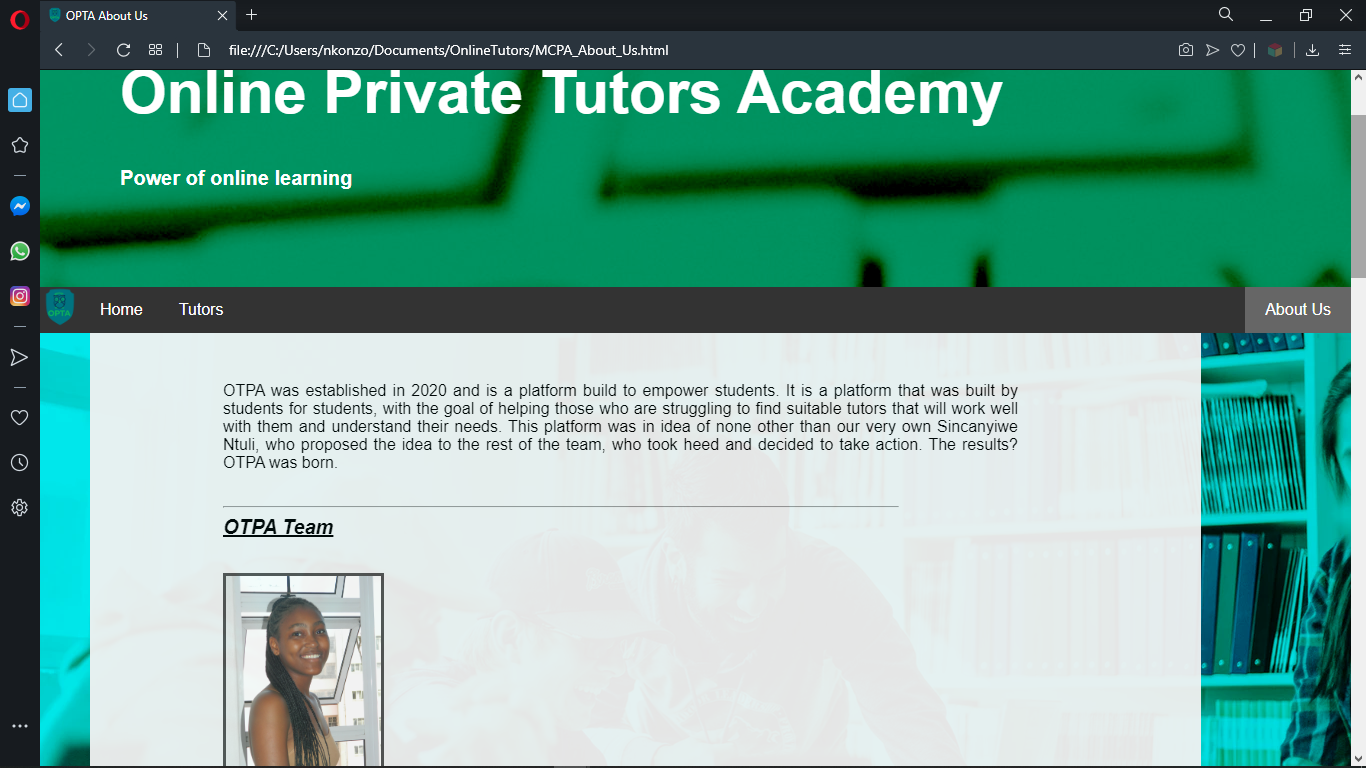 OPTA About Us
file:///C:/Users/nkonzo/Documents/OnlineTutors/MCPA_About_Us.html
Online Private Tutors Academy
Power of online learning
OPTA
Home
Tutors
About Us
OTPA was established in 2020 and is a platform build to empower students. It is a platform that was built by
students for students, with the goal of helping those who are struggling to find suitable tutors that will work well
with them and understand their needs. This platform was in idea of none other than our very own Sincanyiwe
Ntuli, who proposed the idea to the rest of the team, who took heed and decided to take action. The results?
OTPA was born.
OTPA Team